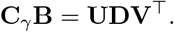 C_γB = UDV^⊤.